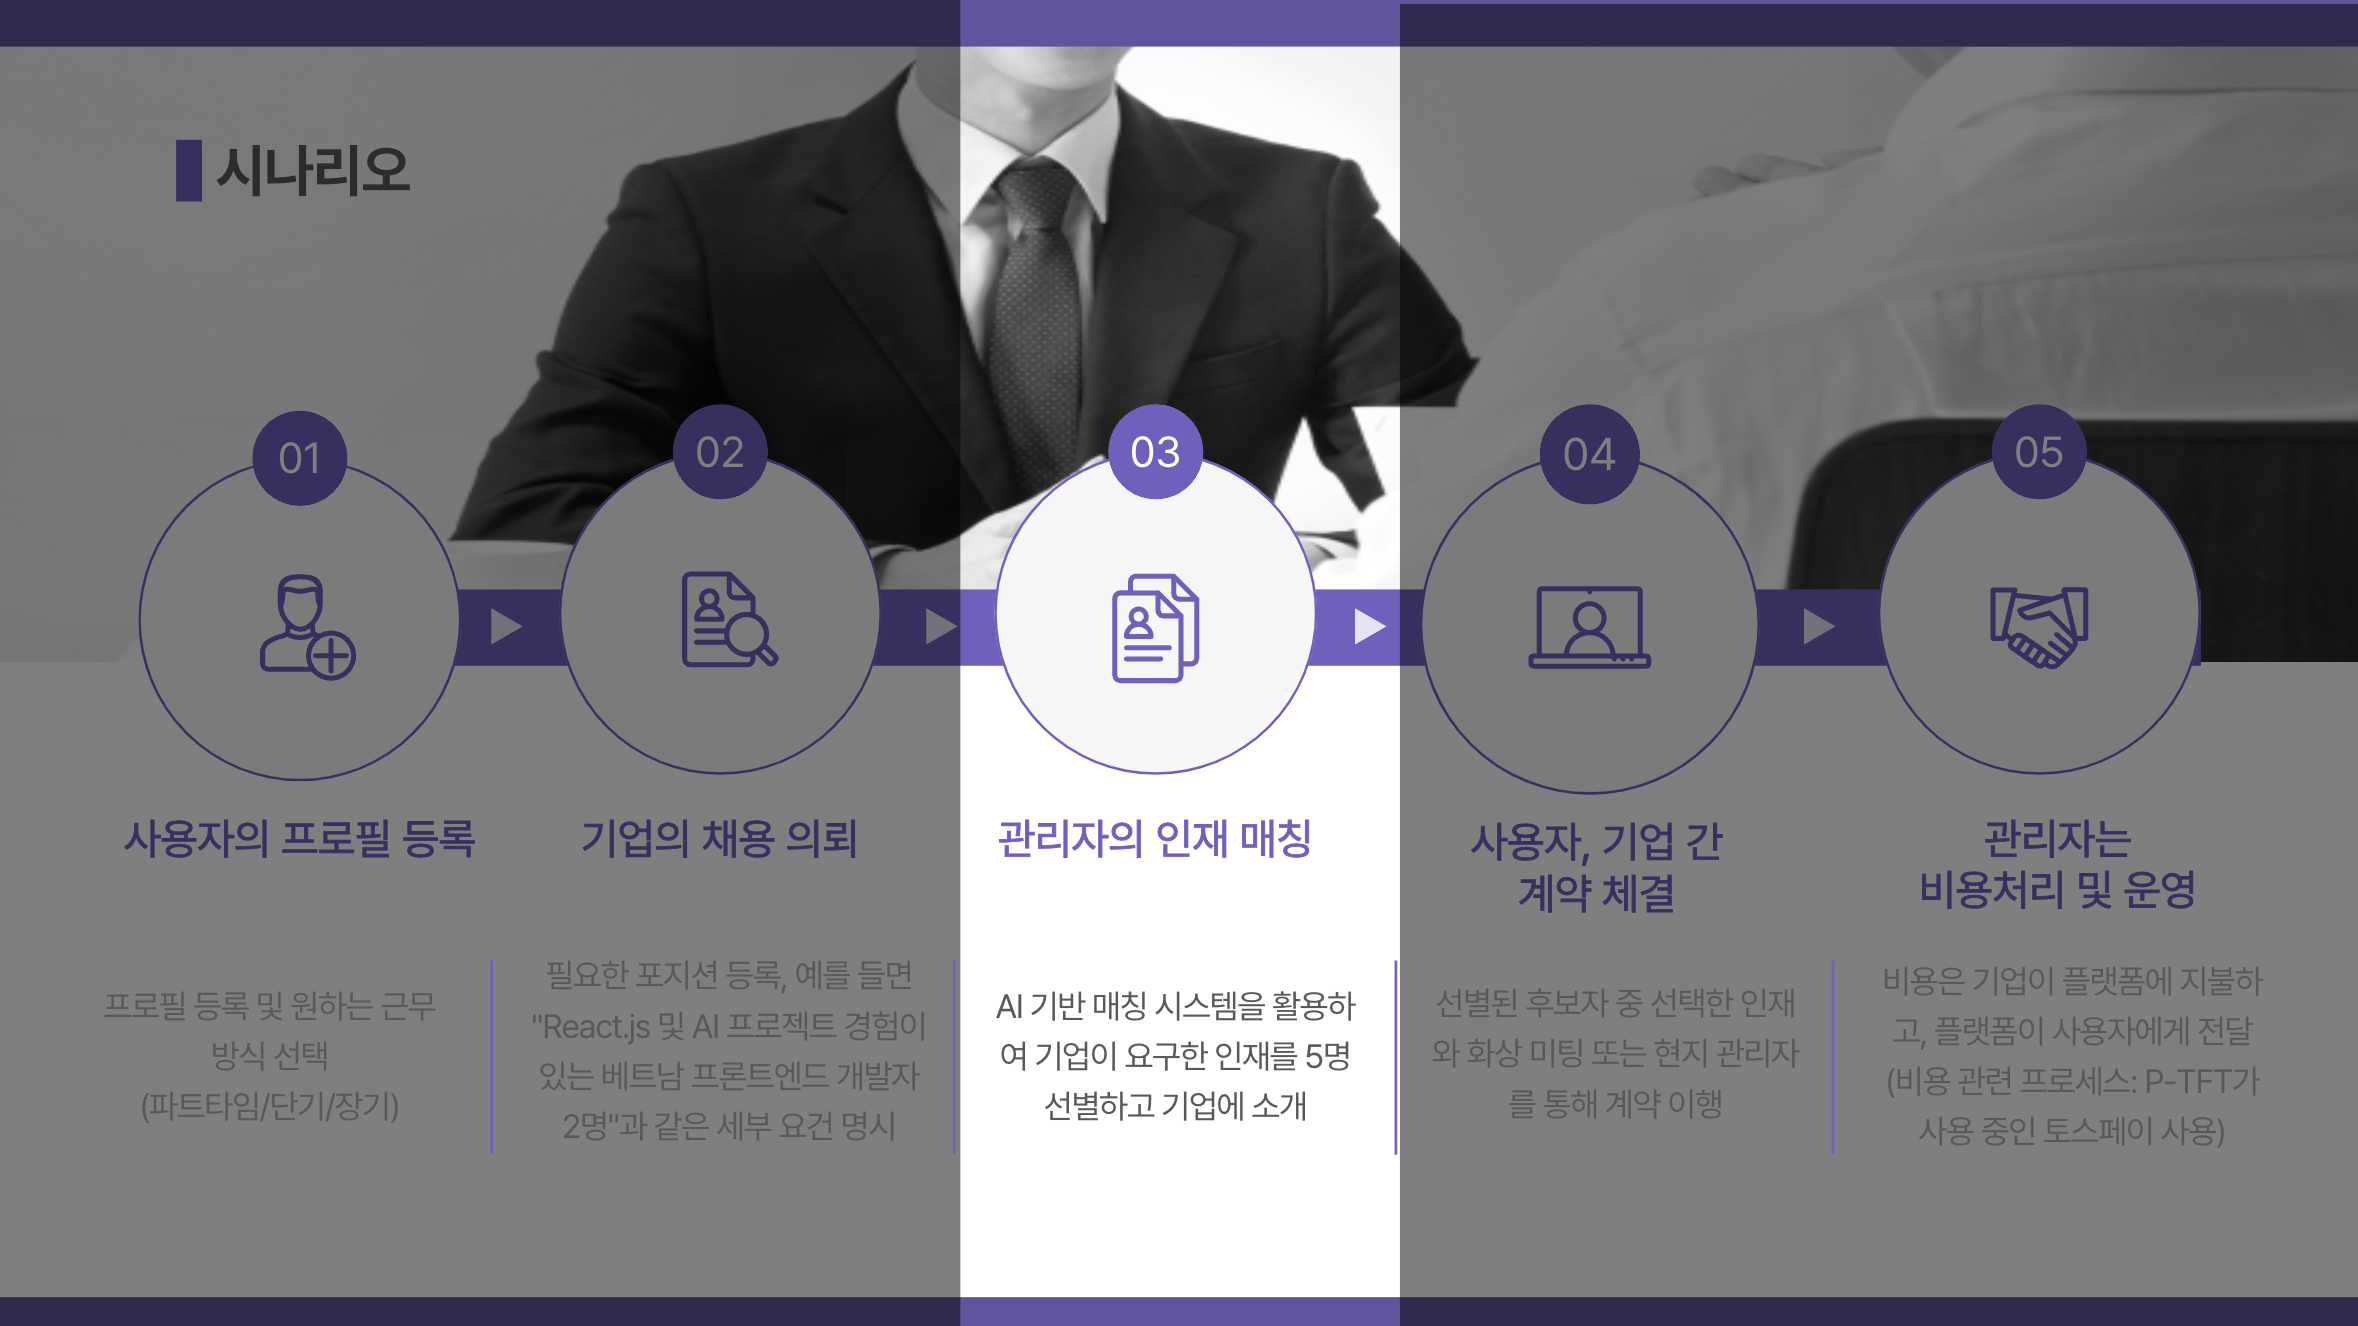 시나리오
01
사용자의 프로필 등록
프로필 등록 및 원하는 근무
방식 선택
(파트타임/단기/장기)
02
기업의 채용 의뢰
필요한 포지션 등록, 예를 들면
"React.js 및 AI 프로젝트 경험이
있는 베트남 프론트엔드 개발자
2명"과 같은 세부 요건 명시
03
관리자의 인재 매칭
AI 기반 매칭 시스템을 활용하
여 기업이 요구한 인재를 5명
선별하고 기업에 소개
04
사용자, 기업 간
계약 체결
선별된 후보자 중 선택한 인재
와 화상 미팅 또는 현지 관리자
를 통해 계약 이행
05
관리자는
비용처리 및 운영
비용은 기업이 플랫폼에 지불하
고, 플랫폼이 사용자에게 전달
(비용 관련 프로세스: P-TFT가
사용 중인 토스페이 사용)